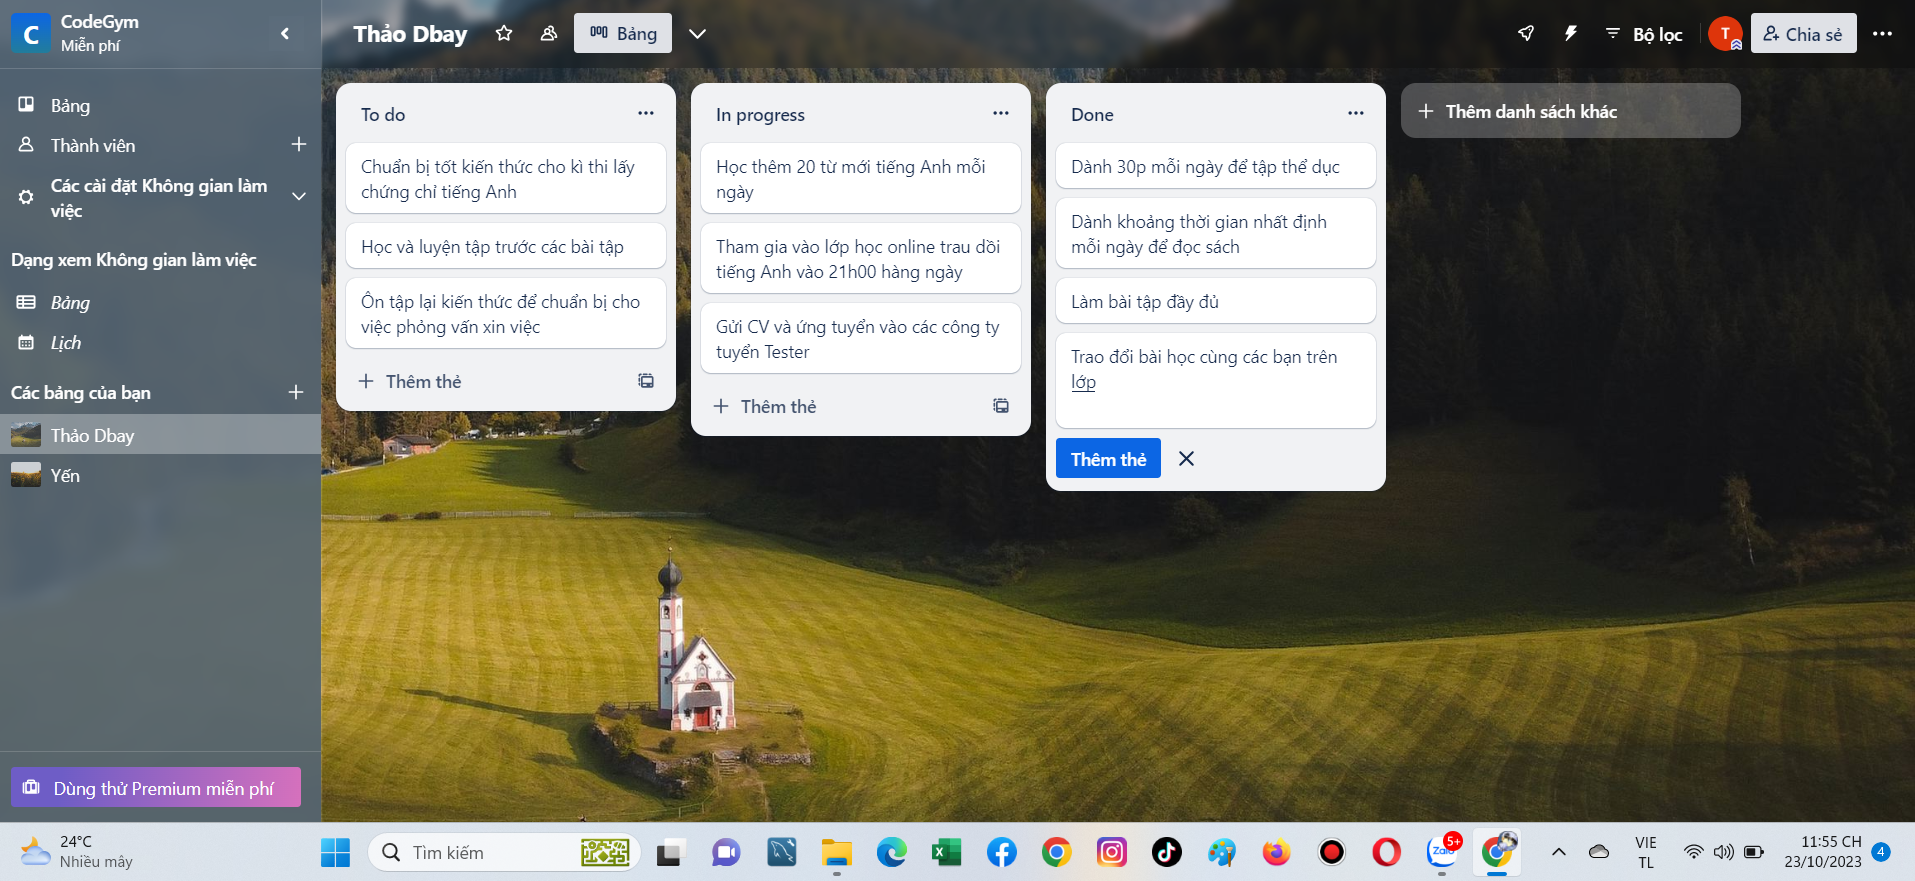 C
CodeGym
Miễn phí
Thảo Dbay
Bảng
Bộ lọc
T
Chia sẻ
Bảng
Thành viên
Các cài đặt Không gian làm
việc
Dạng xem Không gian làm việc
Bảng
Lịch
Các bảng của bạn
Thảo Dbay
Yến
Dùng thử Premium miễn phí
To do
Chuẩn bị tốt kiến thức cho kì thi lấy
chứng chỉ tiếng Anh
Học và luyện tập trước các bài tập
Ôn tập lại kiến thức để chuẩn bị cho
việc phỏng vấn xin việc
Thêm thẻ
In progress
Học thêm 20 từ mới tiếng Anh mỗi
ngày
Tham gia vào lớp học online trau dồi
tiếng Anh vào 21h00 hàng ngày
Gửi CV và ứng tuyển vào các công ty
tuyển Tester
Thêm thẻ
Done
Dành 30p mỗi ngày để tập thể dục
Dành khoảng thời gian nhất định
mỗi ngày để đọc sách
Làm bài tập đầy đủ
Trao đổi bài học cùng các bạn trên
lớp
Thêm thẻ
Thêm danh sách khác
24°C
Nhiều mây
Tìm kiếm
Zalo
5+
VIE
TL
11:55 CH
23/10/2023
4